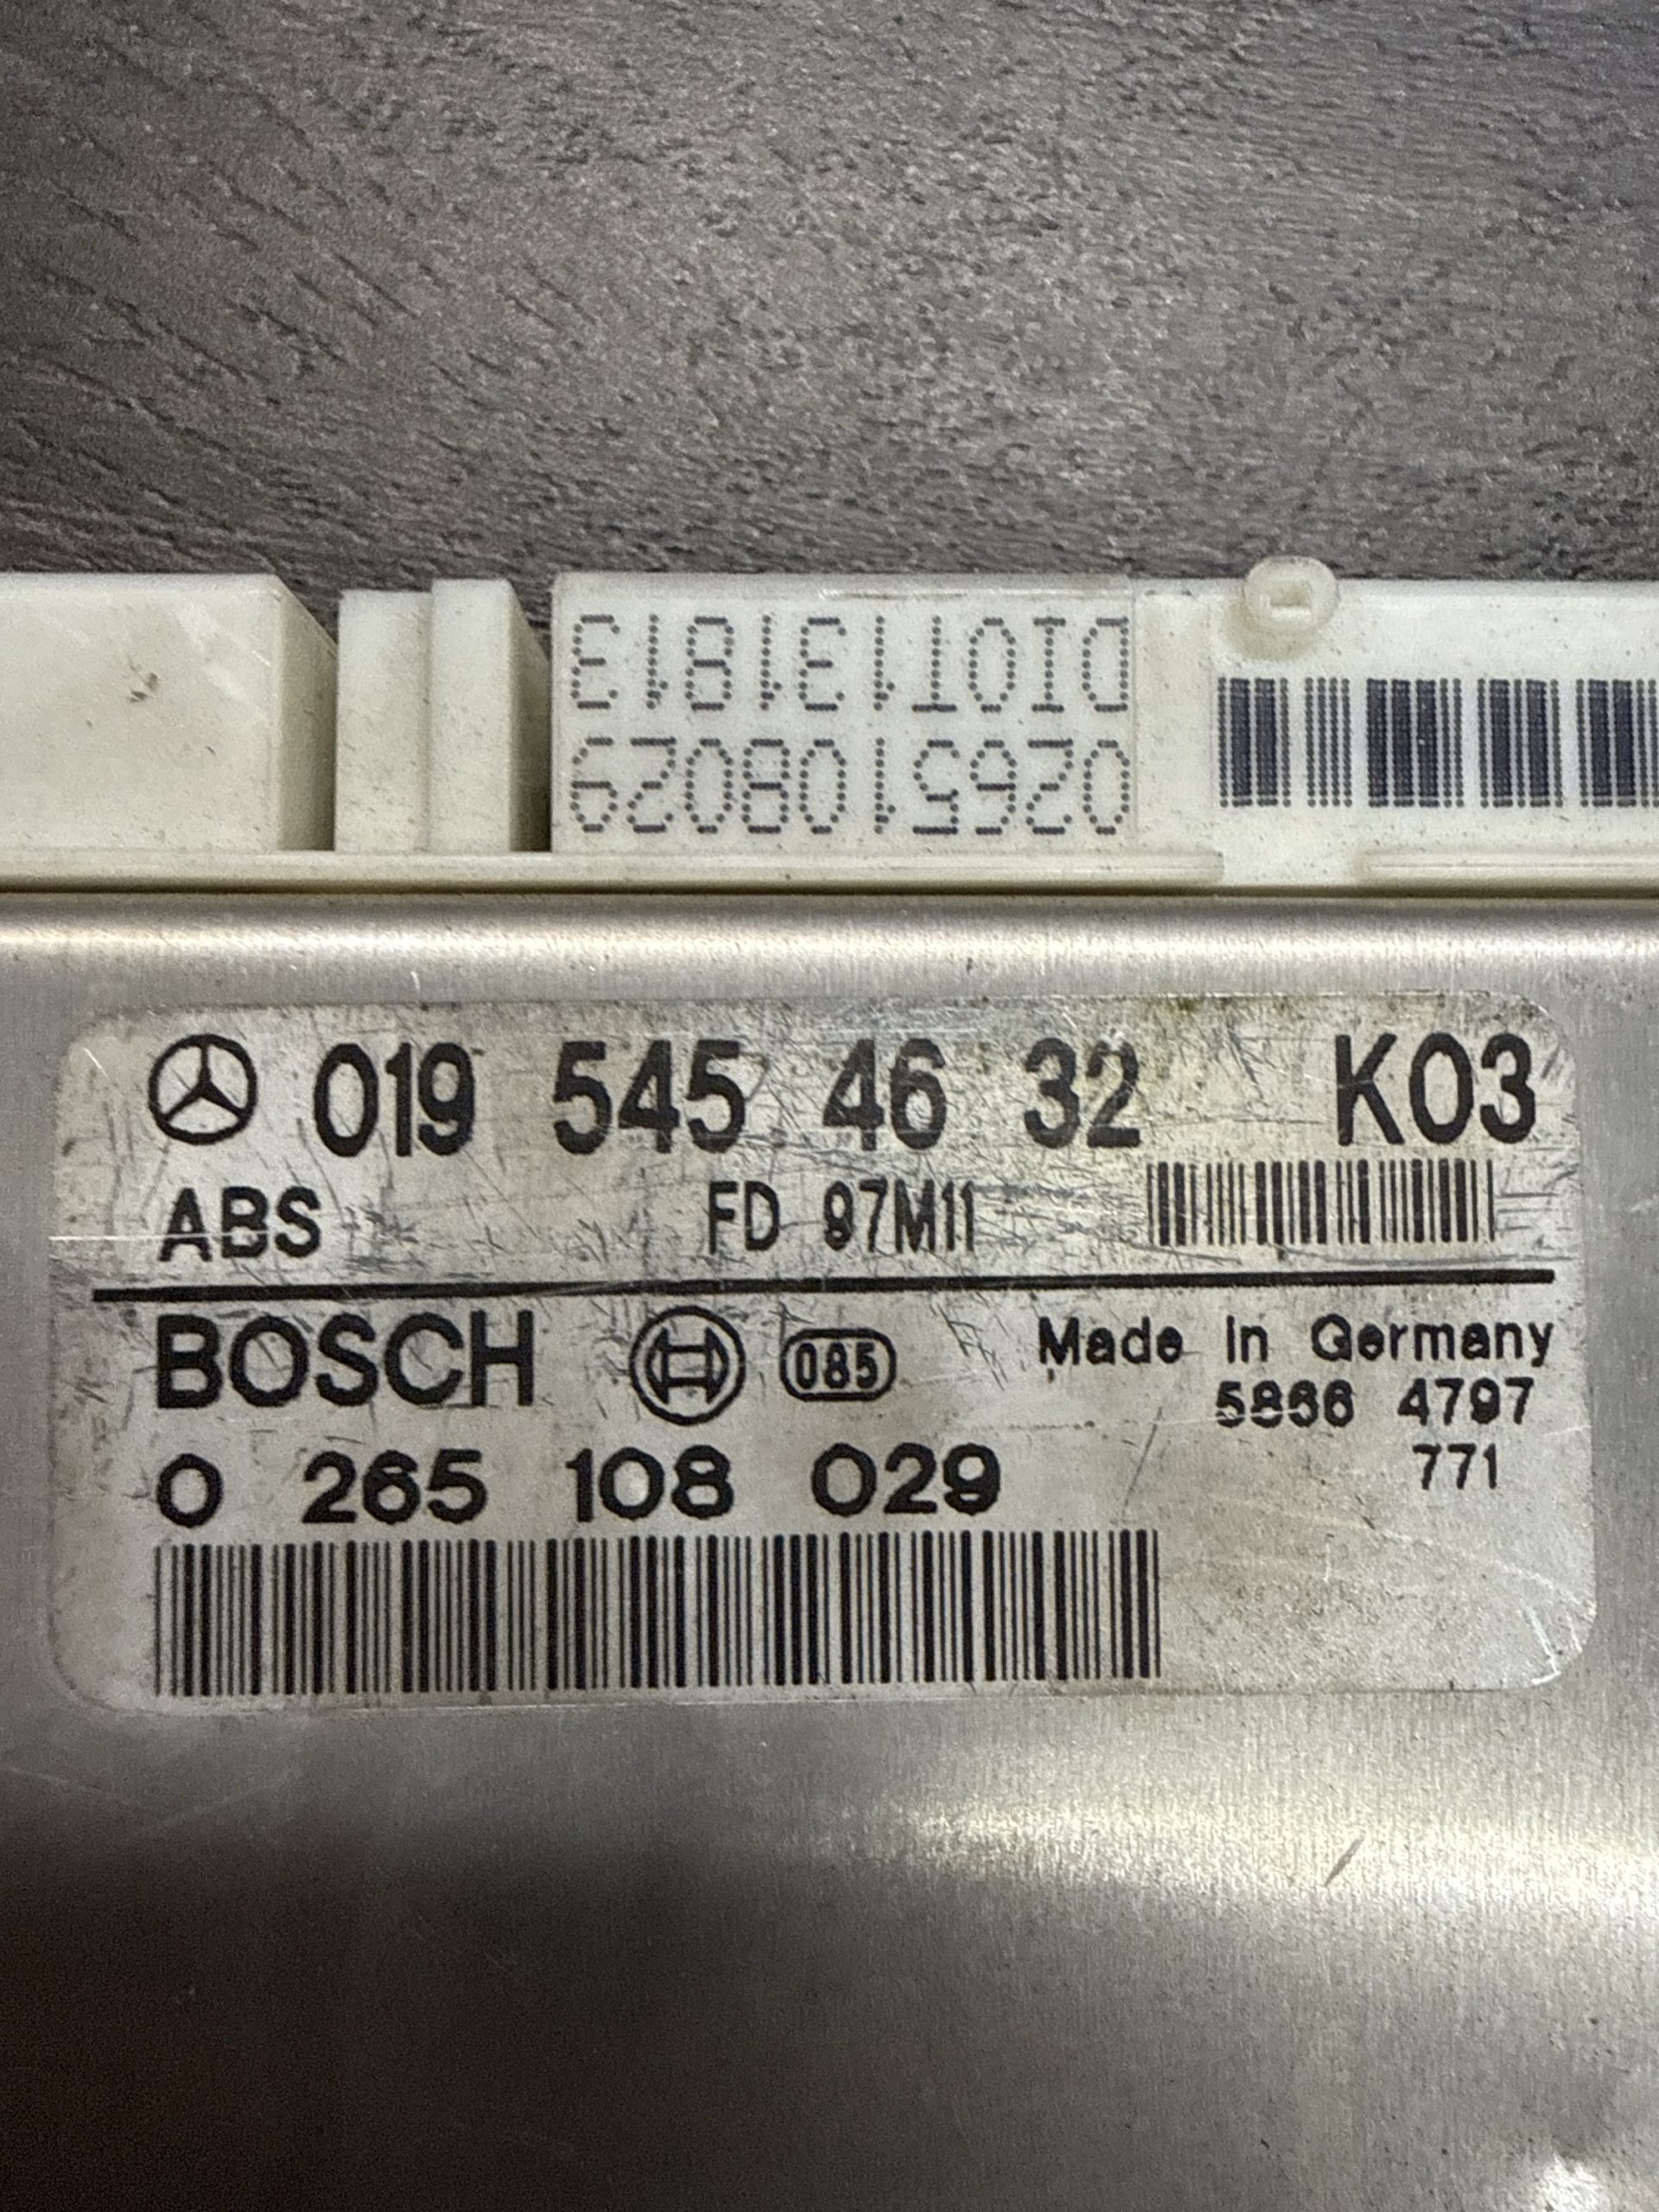 DIOT1131813
0265108029
019 545 46 32 K03
ABS FD 97M11
BOSCH 085 Made in Germany
5866 4797
0 265 108 029
771